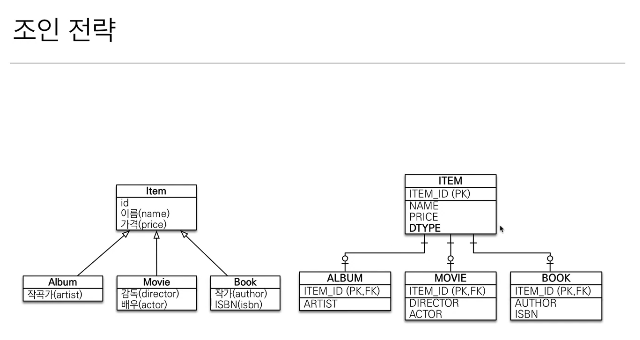 조인 전략
Item
id
이름(name)
가격(price)
Album
작곡가(artist)
Movie
감독(director)
배우(actor)
Book
작가(author)
ISBN(isbn)
ITEM
ITEM_ID (PK)
NAME
PRICE
DTYPE
ALBUM
ITEM_ID (PK,FK)
ARTIST
MOVIE
ITEM_ID (PK,FK)
DIRECTOR
ACTOR
BOOK
ITEM_ID (PK,FK)
AUTHOR
ISBN